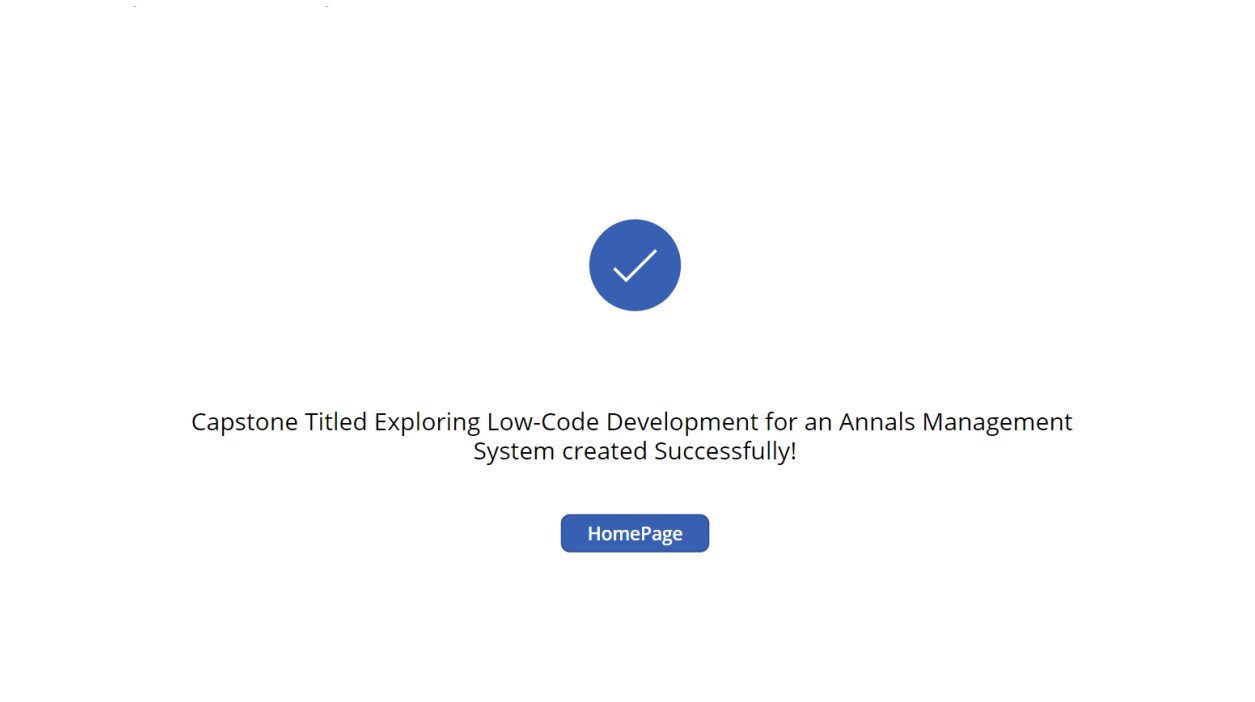 Capstone Titled Exploring Low-Code Development for an Annals Management
System created Successfully!
HomePage